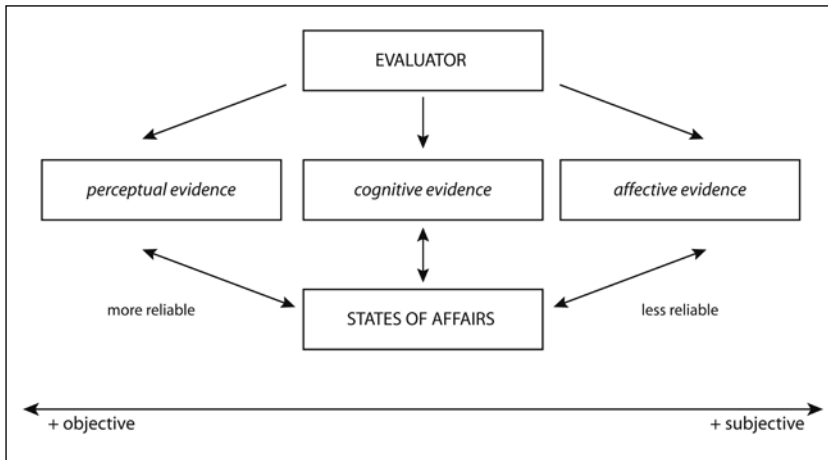 EVALUATOR
perceptual evidence
cognitive evidence
affective evidence
more reliable
STATES OF AFFAIRS
less reliable
+ objective
+ subjective